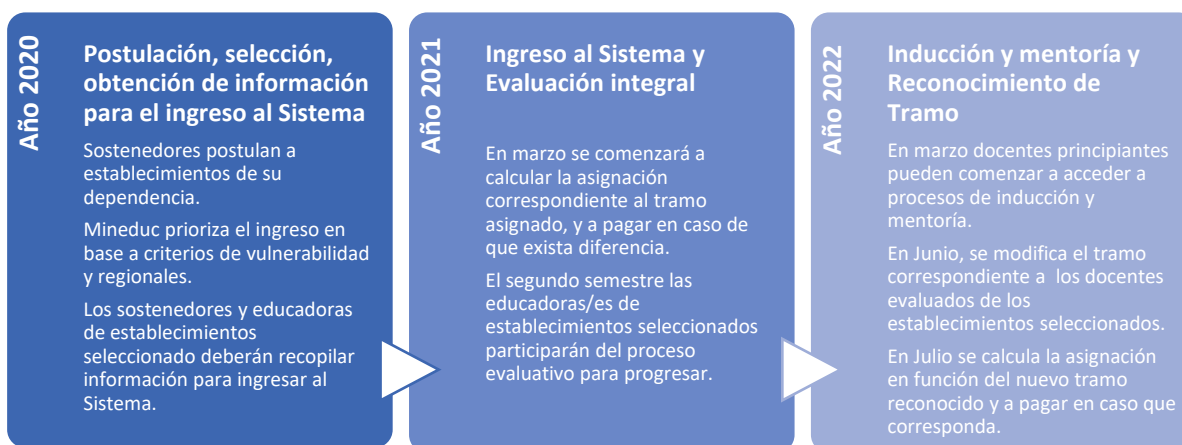 Año 2020
Postulación, selección,
obtención de información
para el ingreso al Sistema
Sostenedores postulan a
establecimientos de su
dependencia.
Mineduc prioriza el ingreso en
base a criterios de vulnerabilidad
y regionales.
Los sostenedores y educadoras
de establecimientos
seleccionado deberán recopilar
información para ingresar al
Sistema.
Año 2021
Ingreso al Sistema y
Evaluación integral
En marzo se comenzará a
calcular la asignación
correspondiente al tramo
asignado, y a pagar en caso de
que exista diferencia.
El segundo semestre las
educadoras/es de
establecimientos seleccionados
participarán del proceso
evaluativo para progresar.
Año 2022
Inducción y mentoría y
Reconocimiento de
Tramo
En marzo docentes principiantes
pueden comenzar a acceder a
procesos de inducción y
mentoría.
En Junio, se modifica el tramo
correspondiente a los docentes
evaluados de los
establecimientos seleccionados.
En Julio se calcula la asignación
en función del nuevo tramo
reconocido y a pagar en caso que
corresponda.